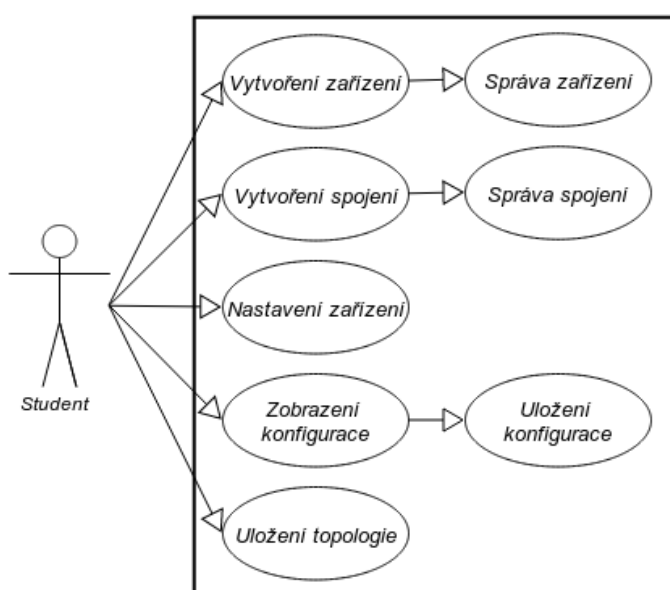 Vytvoření zařízení
Správa zařízení
Vytvoření spojení
Správa spojení
Nastavení zařízení
Student
Zobrazení
konfigurace
Uložení
konfigurace
Uložení topologie